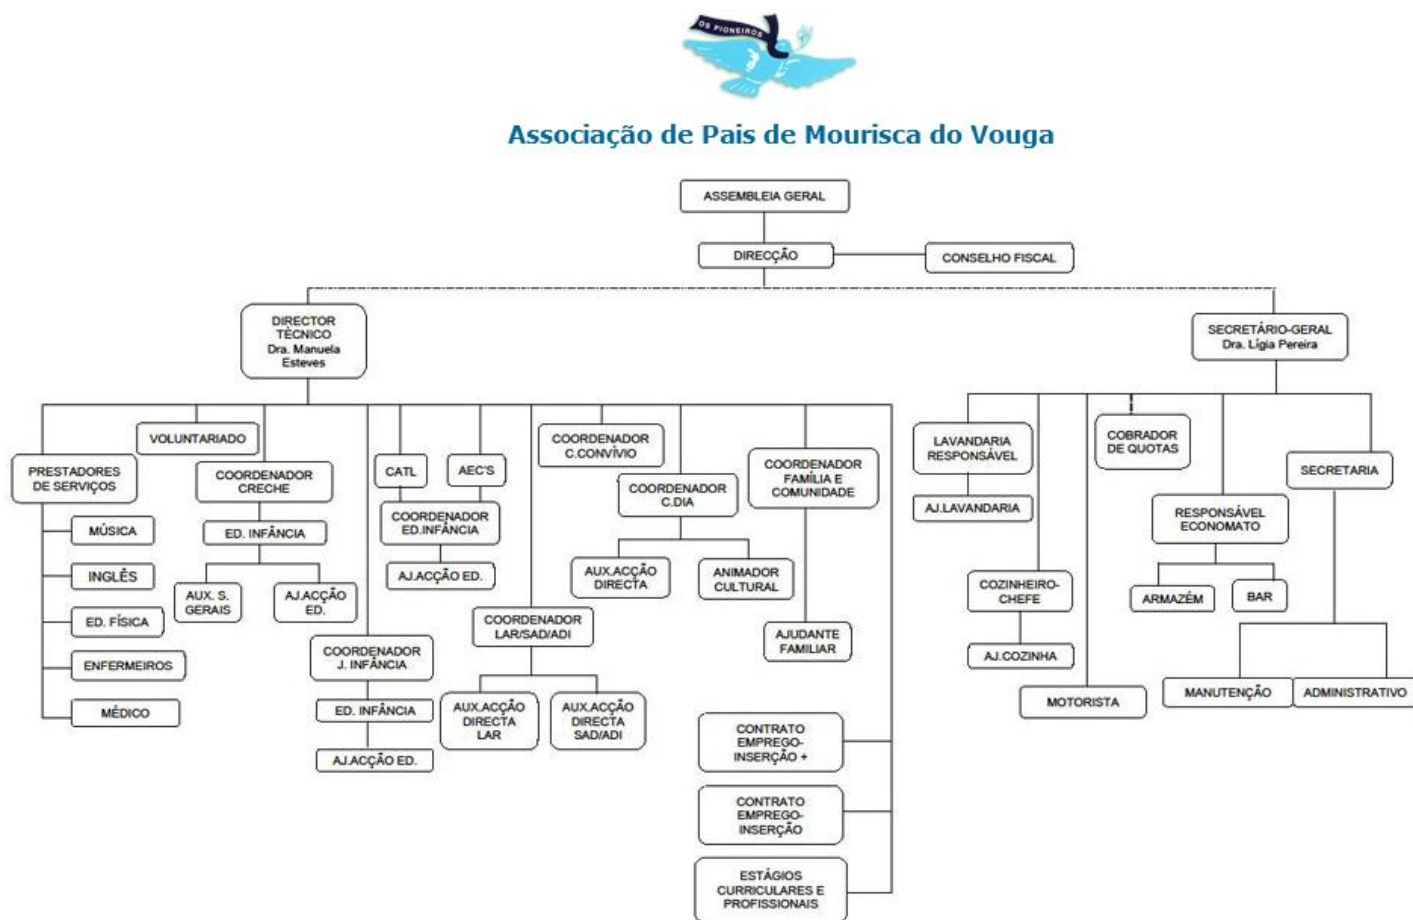 OS PIONEIROS
Associação de Pais de Mourisca do Vouga
ASSEMBLEIA GERAL
DIRECÇÃO
CONSELHO FISCAL
DIRECTOR
TÈCNICO
Dra. Manuela
Esteves
SECRETÁRIO-GERAL
Dra. Lígia Pereira
PRESTADORES
DE SERVIÇOS
MÚSICA
INGLÊS
ED. FÍSICA
ENFERMEIROS
MÉDICO
VOLUNTARIADO
COORDENADOR
CRECHE
ED. INFÂNCIA
AUX. S.
GERAIS
AJ.ACÇÃO
ED.
COORDENADOR
J. INFÂNCIA
ED. INFÂNCIA
AJ.ACÇÃO ED.
CATL
AEC'S
COORDENADOR
ED.INFÂNCIA
AJ.ACÇÃO ED.
COORDENADOR
LAR/SAD/ADI
AUX.ACÇÃO
DIRECTA
LAR
AUX.ACÇÃO
DIRECTA
SAD/ADI
COORDENADOR
C.CONVÍVIO
COORDENADOR
C.DIA
AUX.ACÇÃO
DIRECTA
ANIMADOR
CULTURAL
COORDENADOR
FAMÍLIA E
COMUNIDADE
AJUDANTE
FAMILIAR
CONTRATO
EMPREGO-
INSERÇÃO +
CONTRATO
EMPREGO-
INSERÇÃO
ESTÁGIOS
CURRICULARES E
PROFISSIONAIS
LAVANDARIA
RESPONSÁVEL
AJ.LAVANDARIA
COZINHEIRO-
CHEFE
AJ.COZINHA
MOTORISTA
COBRADOR
DE QUOTAS
RESPONSÁVEL
ECONOMATO
ARMAZÉM
BAR
SECRETARIA
MANUTENÇÃO
ADMINISTRATIVO